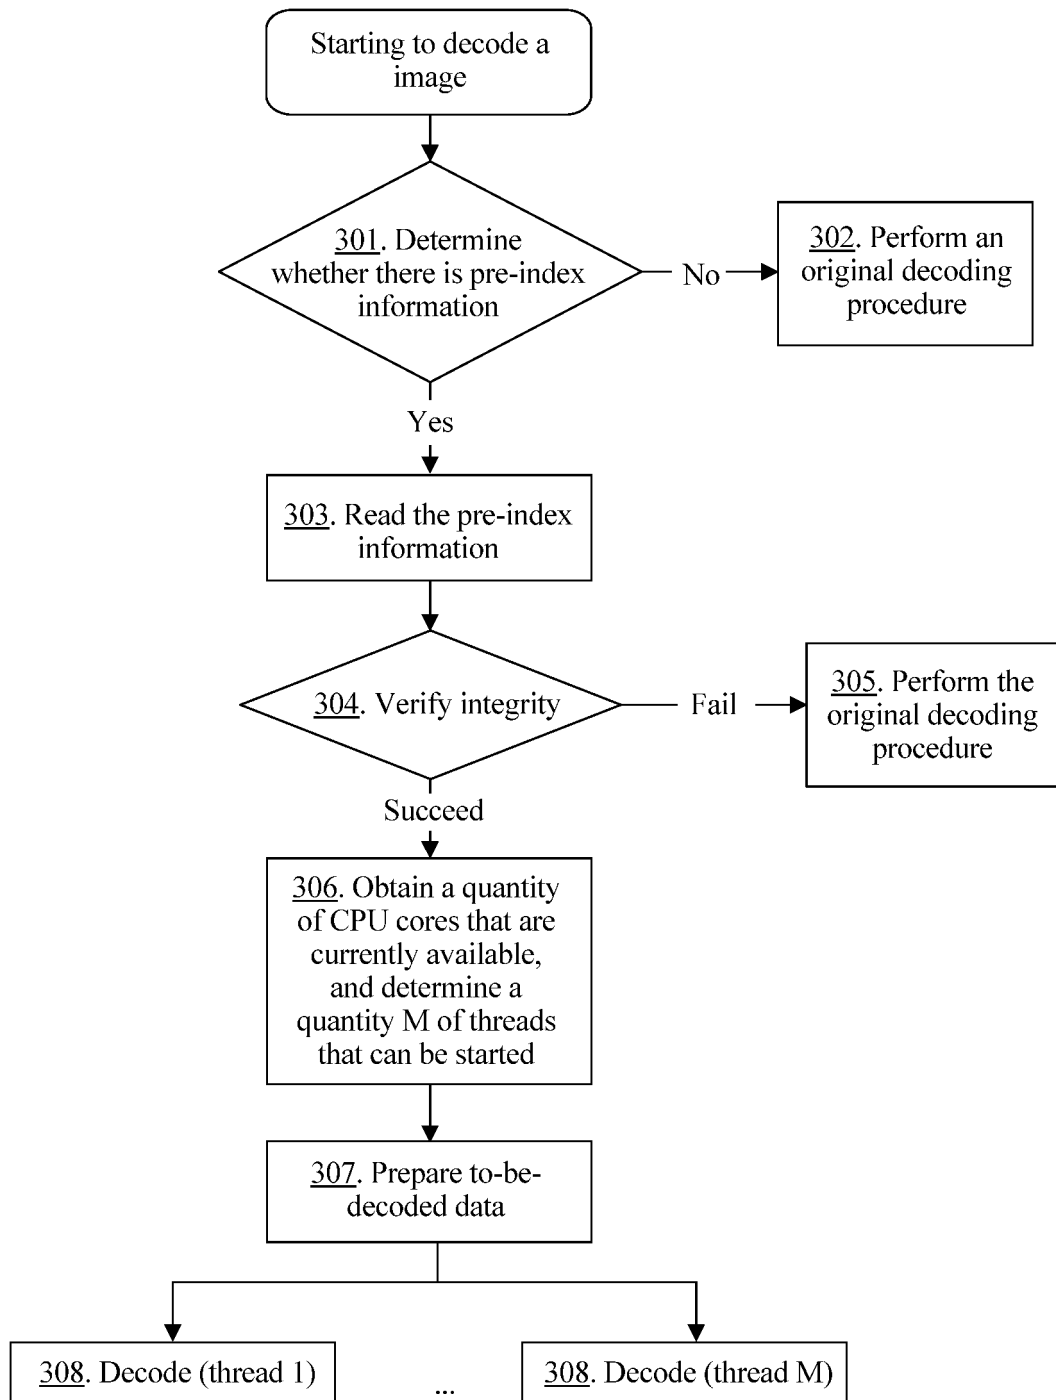 Starting to decode a
image
301. Determine
whether there is pre-index
information
No
302. Perform an
original decoding
procedure
Yes
303. Read the pre-index
information
304. Verify integrity
Fail
305. Perform the
original decoding
procedure
Succeed
306. Obtain a quantity
of CPU cores that are
currently available,
and determine a
quantity M of threads
that can be started
307. Prepare to-be-
decoded data
308. Decode (thread 1)
...
308. Decode (thread M)